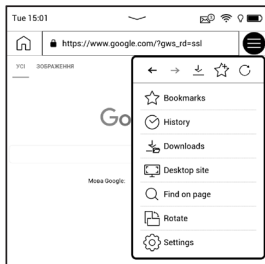 Tue 15:01
https://www.google.com/?gws_rd=ssl
УСІ ЗОБРАЖЕННЯ
Go
Мова Google:
Bookmarks
History
Downloads
Desktop site
Find on page
Rotate
Settings